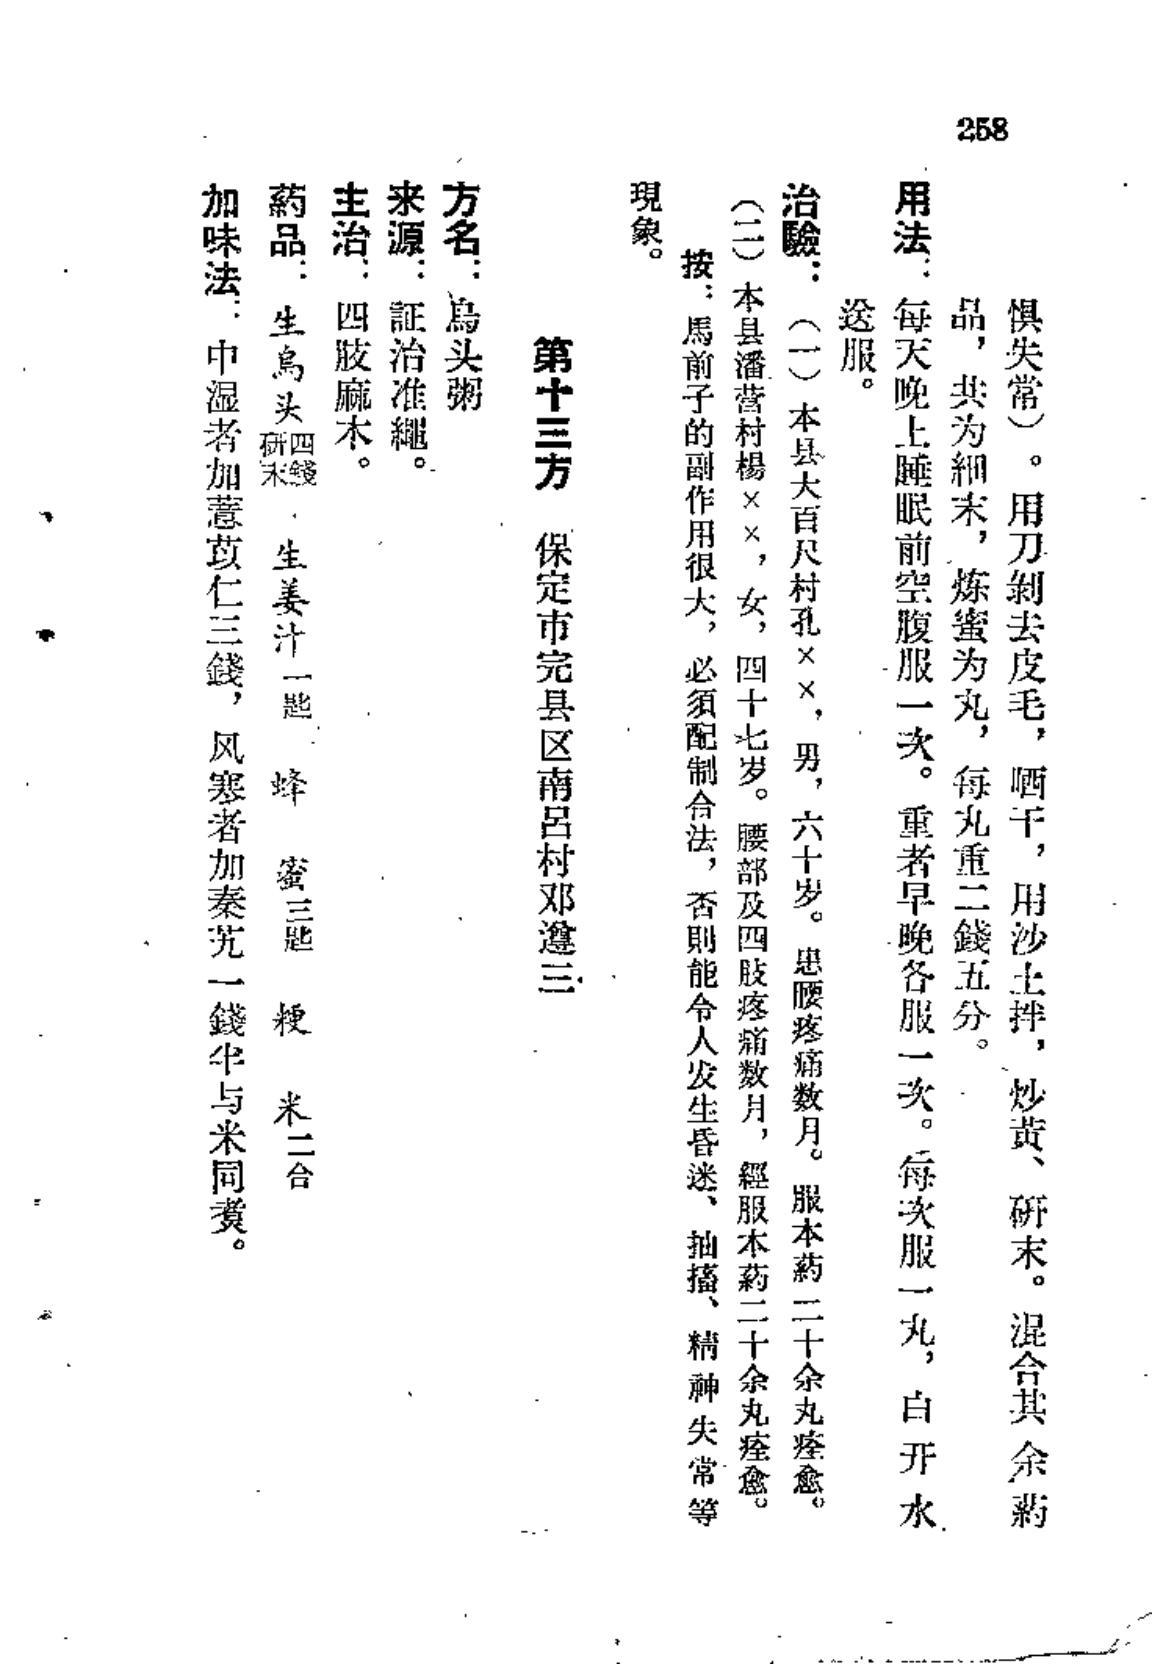 258
惧失常）。用刀剝去皮毛，晒干，用沙土拌，炒黃、研末。混合其余葯
品，共为細末，炼蜜为丸，每丸重二錢五分。
用法：每天晚上睡眠前空腹服一次。重者早晚各服一次。每次服一丸，白开水
送服。
治驗：（一）本县大百尺村孔××，男，六十岁。患腰疼痛数月。服本葯二十余丸痊愈。
（二）本县潘营村楊××，女，四十七岁。腰部及四肢疼痛数月，經服本葯二十余丸痊愈。
按：馬前子的副作用很大，必須配制合法，否則能令人发生昏迷、抽搐、精神失常等
現象。
第十三方　保定市完县区南呂村邓遵三
方名：烏头粥
来源：証治准繩。
主治：四肢麻木。
葯品：生烏头四錢研末　生姜汁一匙　蜂蜜三匙　粳米二合
加味法：中湿者加薏苡仁三錢，风寒者加秦艽一錢半与米同煮。